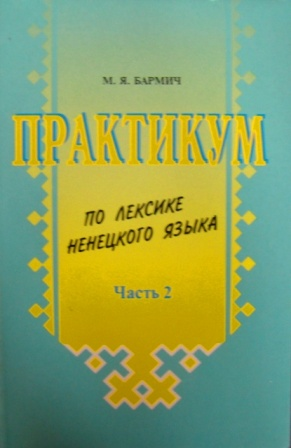 М. Я. БАРМИЧ
ПРАКТИКУМ
ПО ЛЕКСИКЕ
НЕНЕЦКОГО ЯЗЫКА
Часть 2